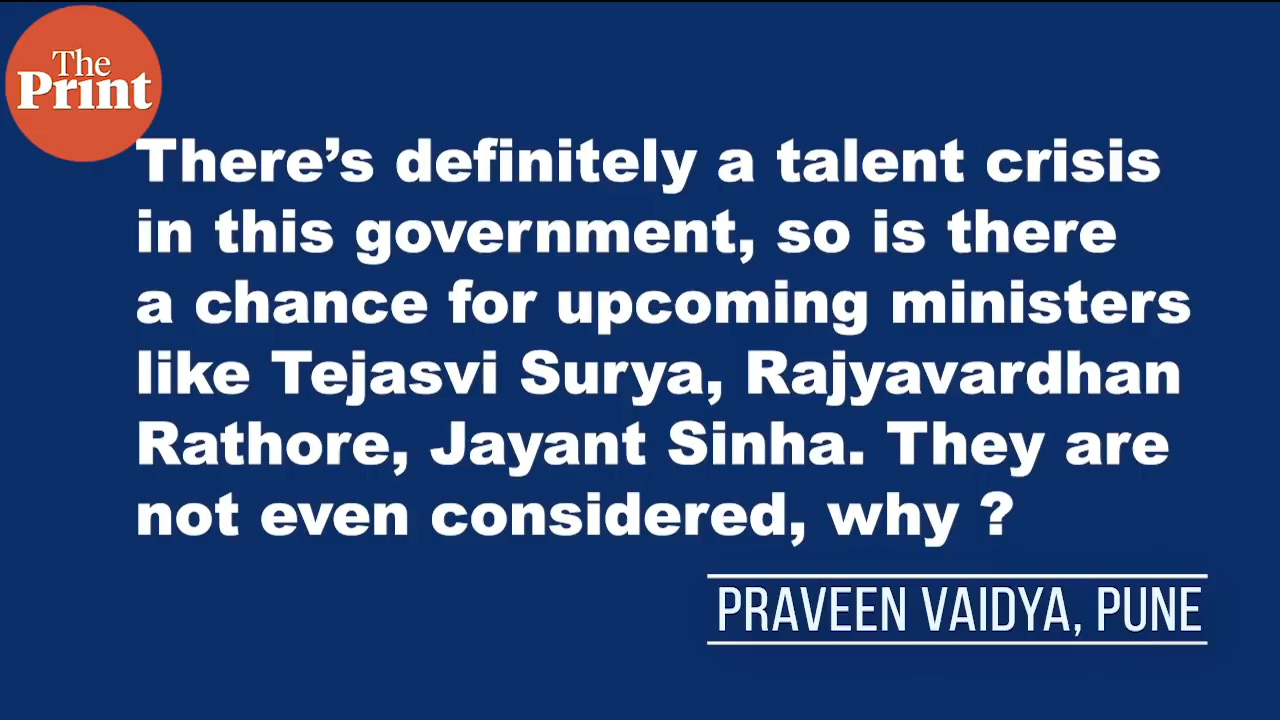 The
Print
There’s definitely a talent crisis
in this government, so is there
a chance for upcoming ministers
like Tejasvi Surya, Rajyavardhan
Rathore, Jayant Sinha. They are
not even considered, why ?
PRAVEEN VAIDYA, PUNE